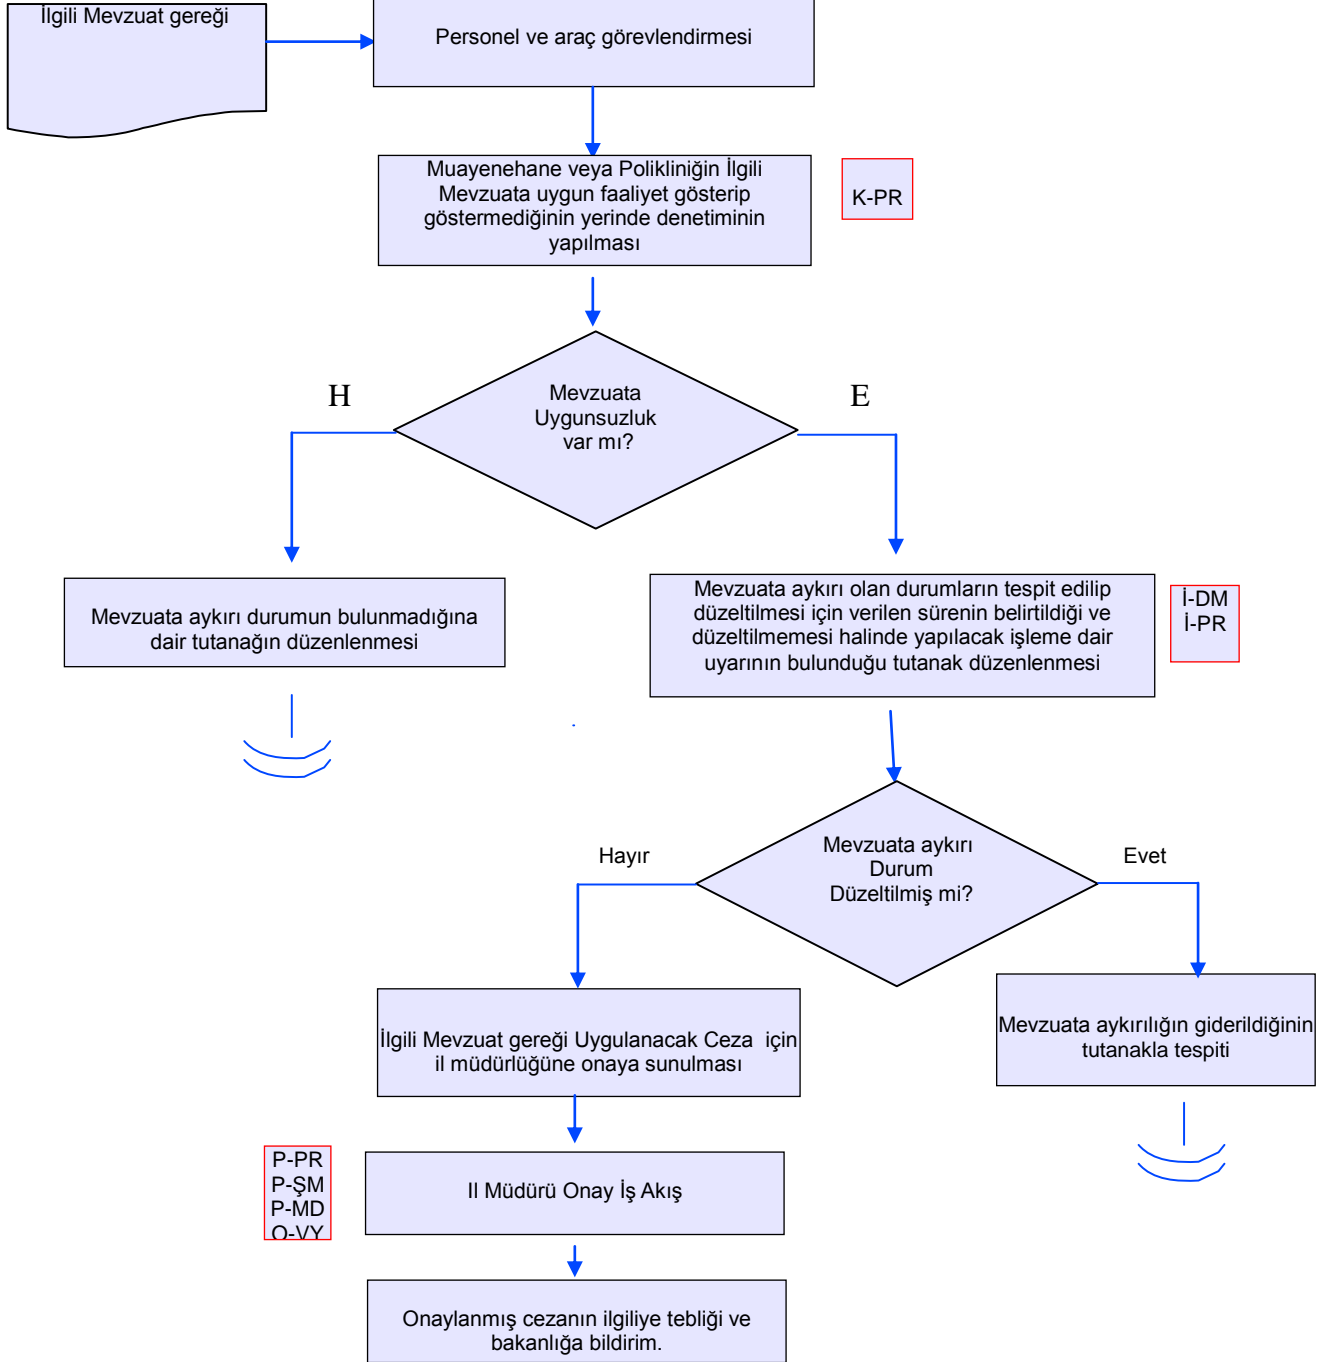 İlgili Mevzuat gereği
Personel ve araç görevlendirmesi
Muayenehane veya Polikliniğin İlgili
Mevzuata uygun faaliyet gösterip
göstermediğinin yerinde denetiminin
yapılması
K-PR
H
Mevzuata
Uygunsuzluk
var mı?
E
Mevzuata aykırı durumun bulunmadığına
dair tutanağın düzenlenmesi
Mevzuata aykırı olan durumların tespit edilip
düzeltilmesi için verilen sürenin belirtildiği ve
düzeltilmemesi halinde yapılacak işleme dair
uyarının bulunduğu tutanak düzenlenmesi
İ-DM
İ-PR
Hayır
Mevzuata aykırı
Durum
Düzeltilmiş mi?
Evet
İlgili Mevzuat gereği Uygulanacak Ceza için
il müdürlüğüne onaya sunulması
Mevzuata aykırılığın giderildiğinin
tutanakla tespiti
P-PR
P-ŞM
P-MD
O-VY
Il Müdürü Onay İş Akış
Onaylanmış cezanın ilgiliye tebliği ve
bakanlığa bildirim.